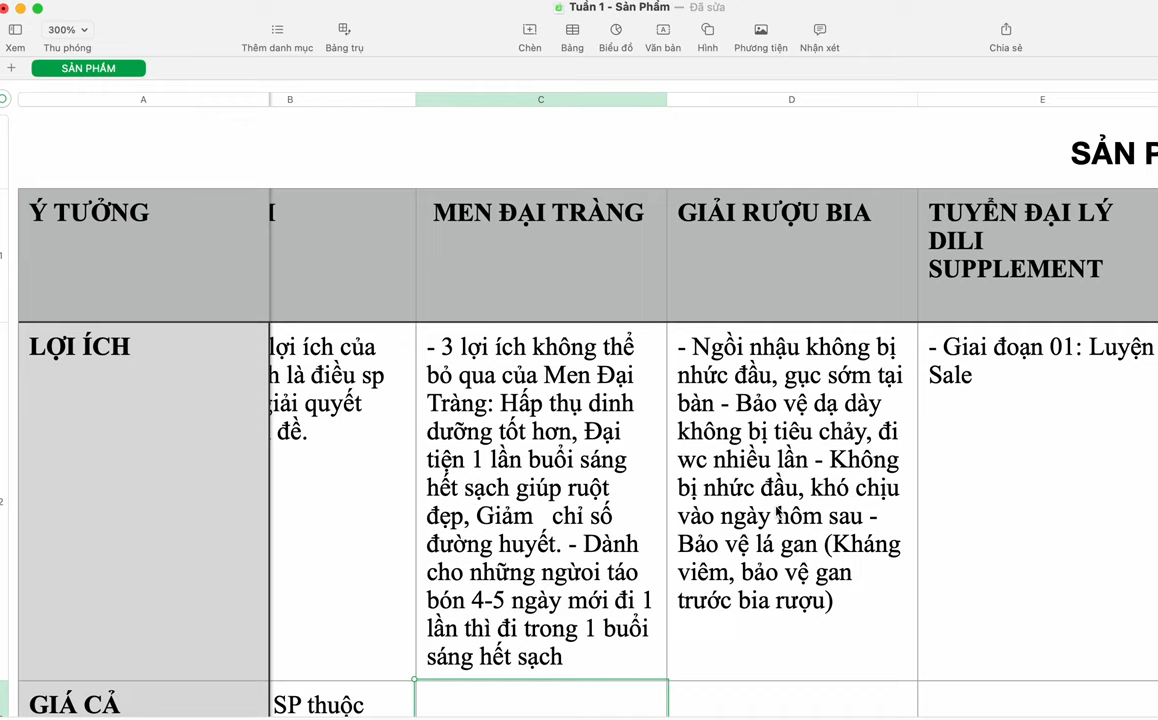 Tuần 1 - Sản Phẩm — Đã sửa
300%
Xem
Thu phóng
Thêm danh mục
Bảng trụ
Chèn
Bảng
Biểu đồ
Văn bản
Hình
Phương tiện
Nhận xét
Chia sẻ
SẢN PHẨM
A
B
C
D
E
SẢN P
1
Ý TƯỞNG
MEN ĐẠI TRÀNG
GIẢI RƯỢU BIA
TUYỂN ĐẠI LÝ
DILI
SUPPLEMENT
2
LỢI ÍCH
lợi ích của
h là điều sp
giải quyết
đề.
- 3 lợi ích không thể
bỏ qua của Men Đại
Tràng: Hấp thụ dinh
dưỡng tốt hơn, Đại
tiện 1 lần buổi sáng
hết sạch giúp ruột
đẹp, Giảm chỉ số
đường huyết. - Dành
cho những ngừoi táo
bón 4-5 ngày mới đi 1
lần thì đi trong 1 buổi
sáng hết sạch
- Ngồi nhậu không bị
nhức đầu, gục sớm tại
bàn - Bảo vệ dạ dày
không bị tiêu chảy, đi
wc nhiều lần - Không
bị nhức đầu, khó chịu
vào ngày hôm sau -
Bảo vệ lá gan (Kháng
viêm, bảo vệ gan
trước bia rượu)
- Giai đoạn 01: Luyện
Sale
GIÁ CẢ
SP thuộc